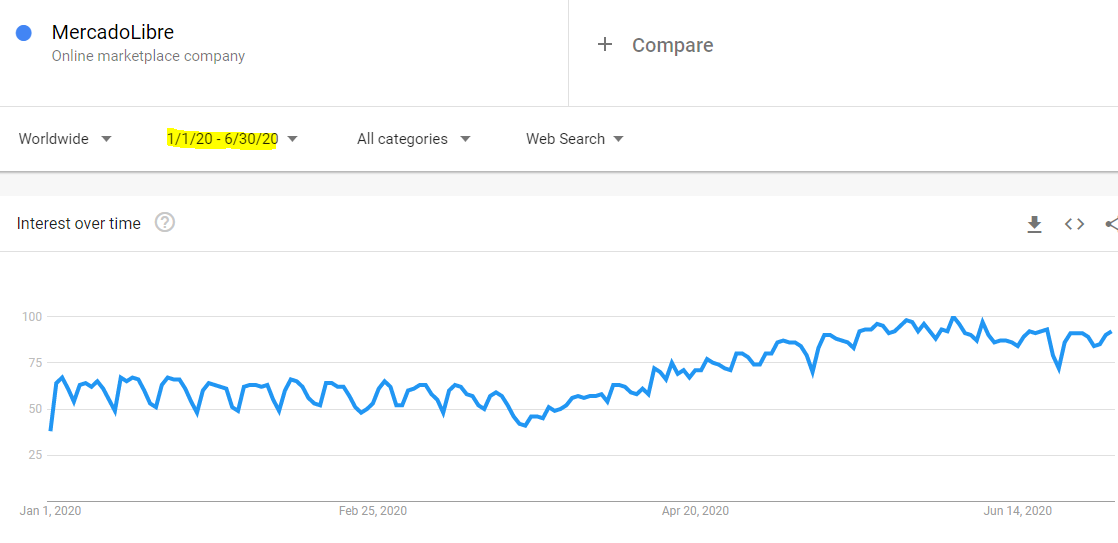 MercadoLibre
Online marketplace company
+ Compare
Worldwide 1/1/20 - 6/30/20 All categories Web Search
Interest over time ?
100
75
50
25
Jan 1, 2020 Feb 25, 2020 Apr 20, 2020 Jun 14, 2020